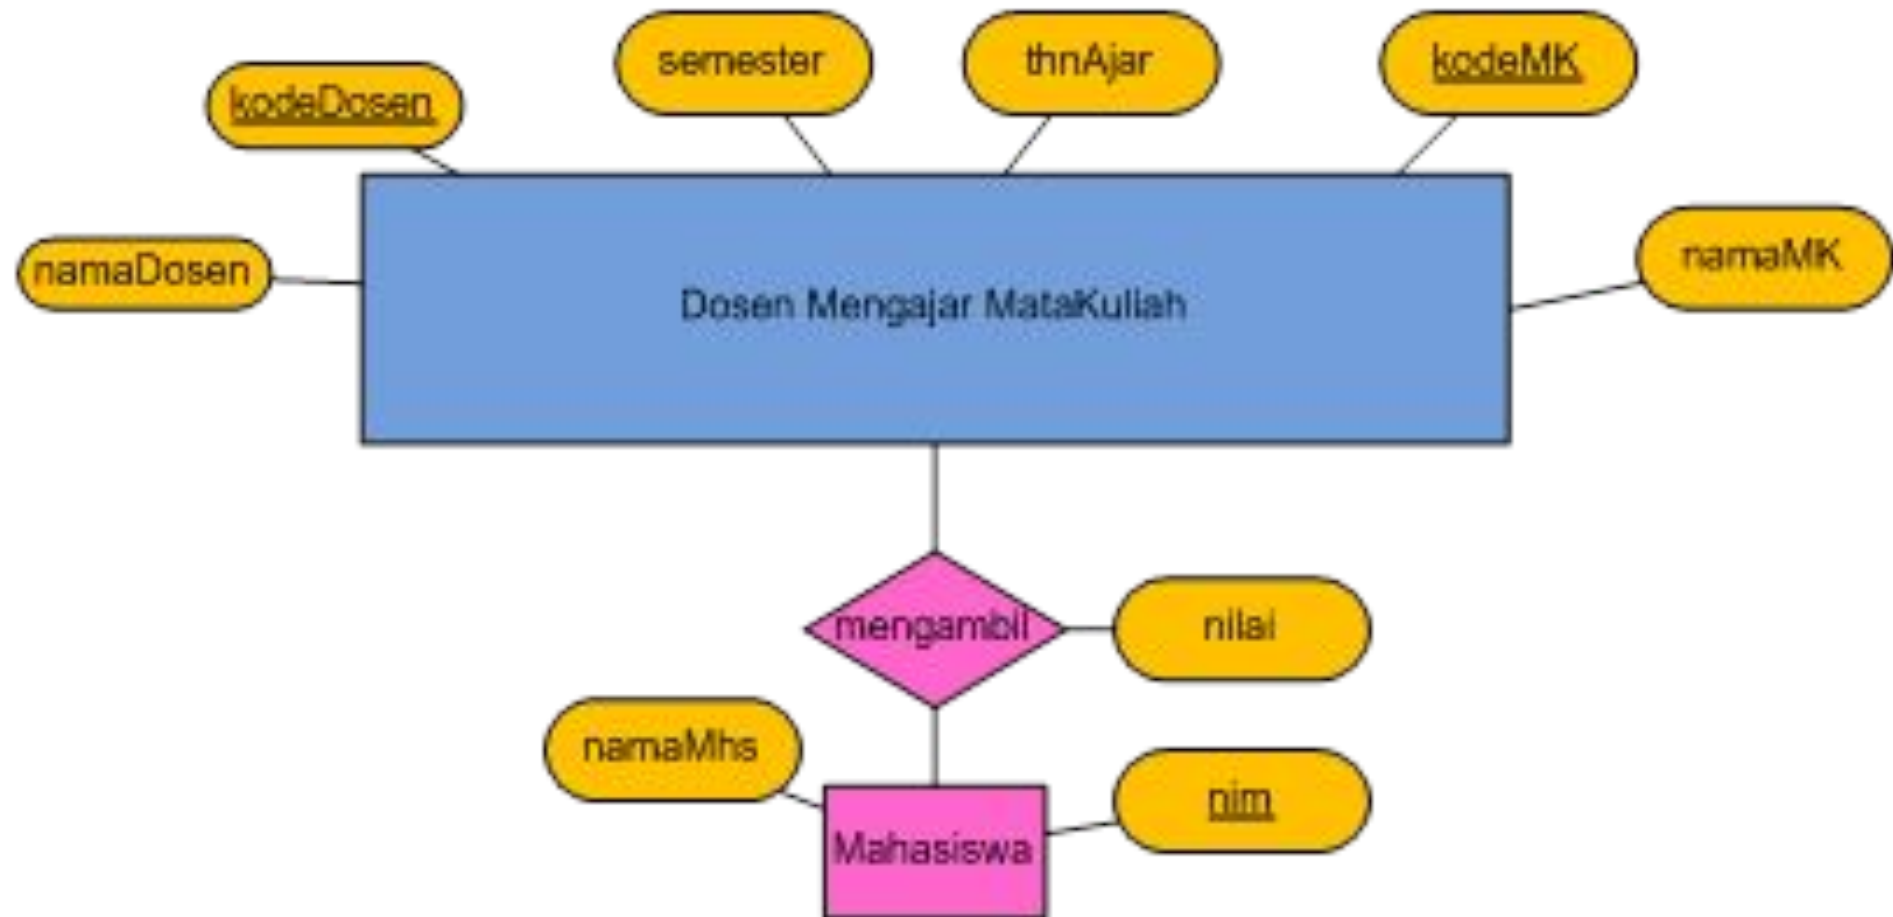 semester
thnAjar
kodeMK
kodeDosen
namaMK
namaDosen
Dosen Mengajar MataKuliah
mengambil
nilai
namaMhs
nim
Mahasiswa